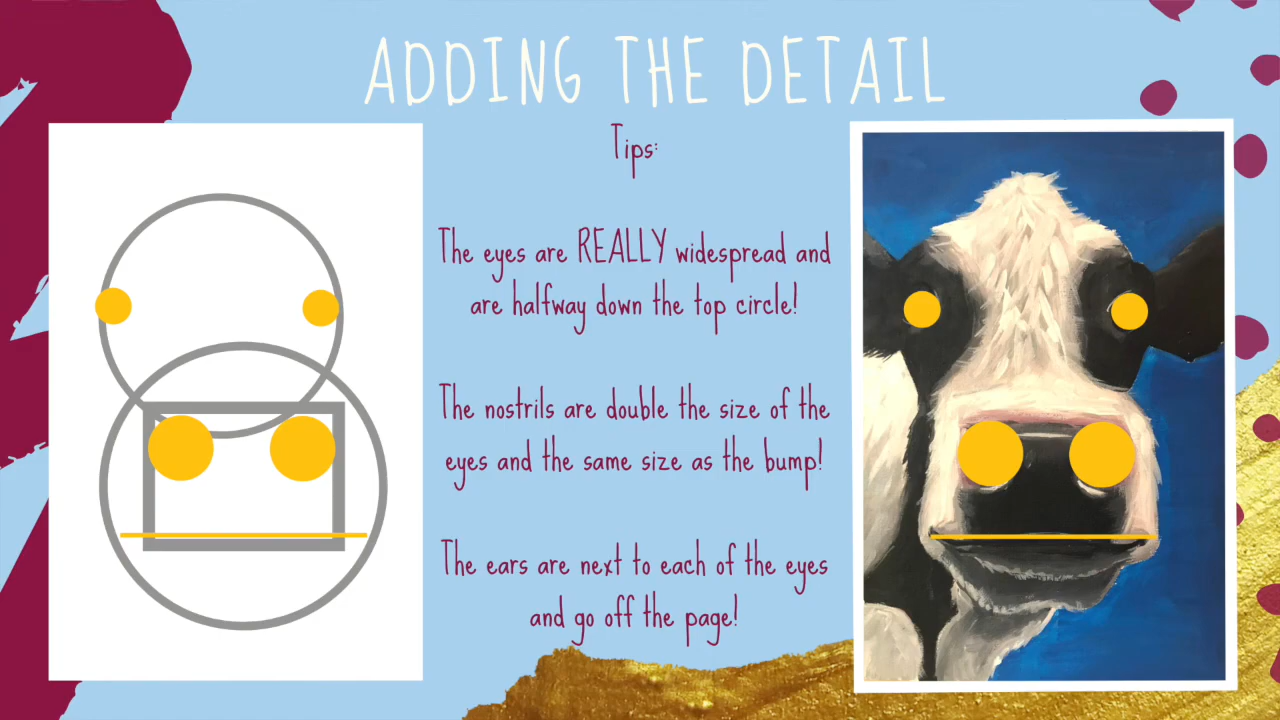 ADDING THE DETAIL
Tips:
The eyes are REALLY widespread and
are halfway down the top circle!
The nostrils are double the size of the
eyes and the same size as the bump!
The ears are next to each of the eyes
and go off the page!